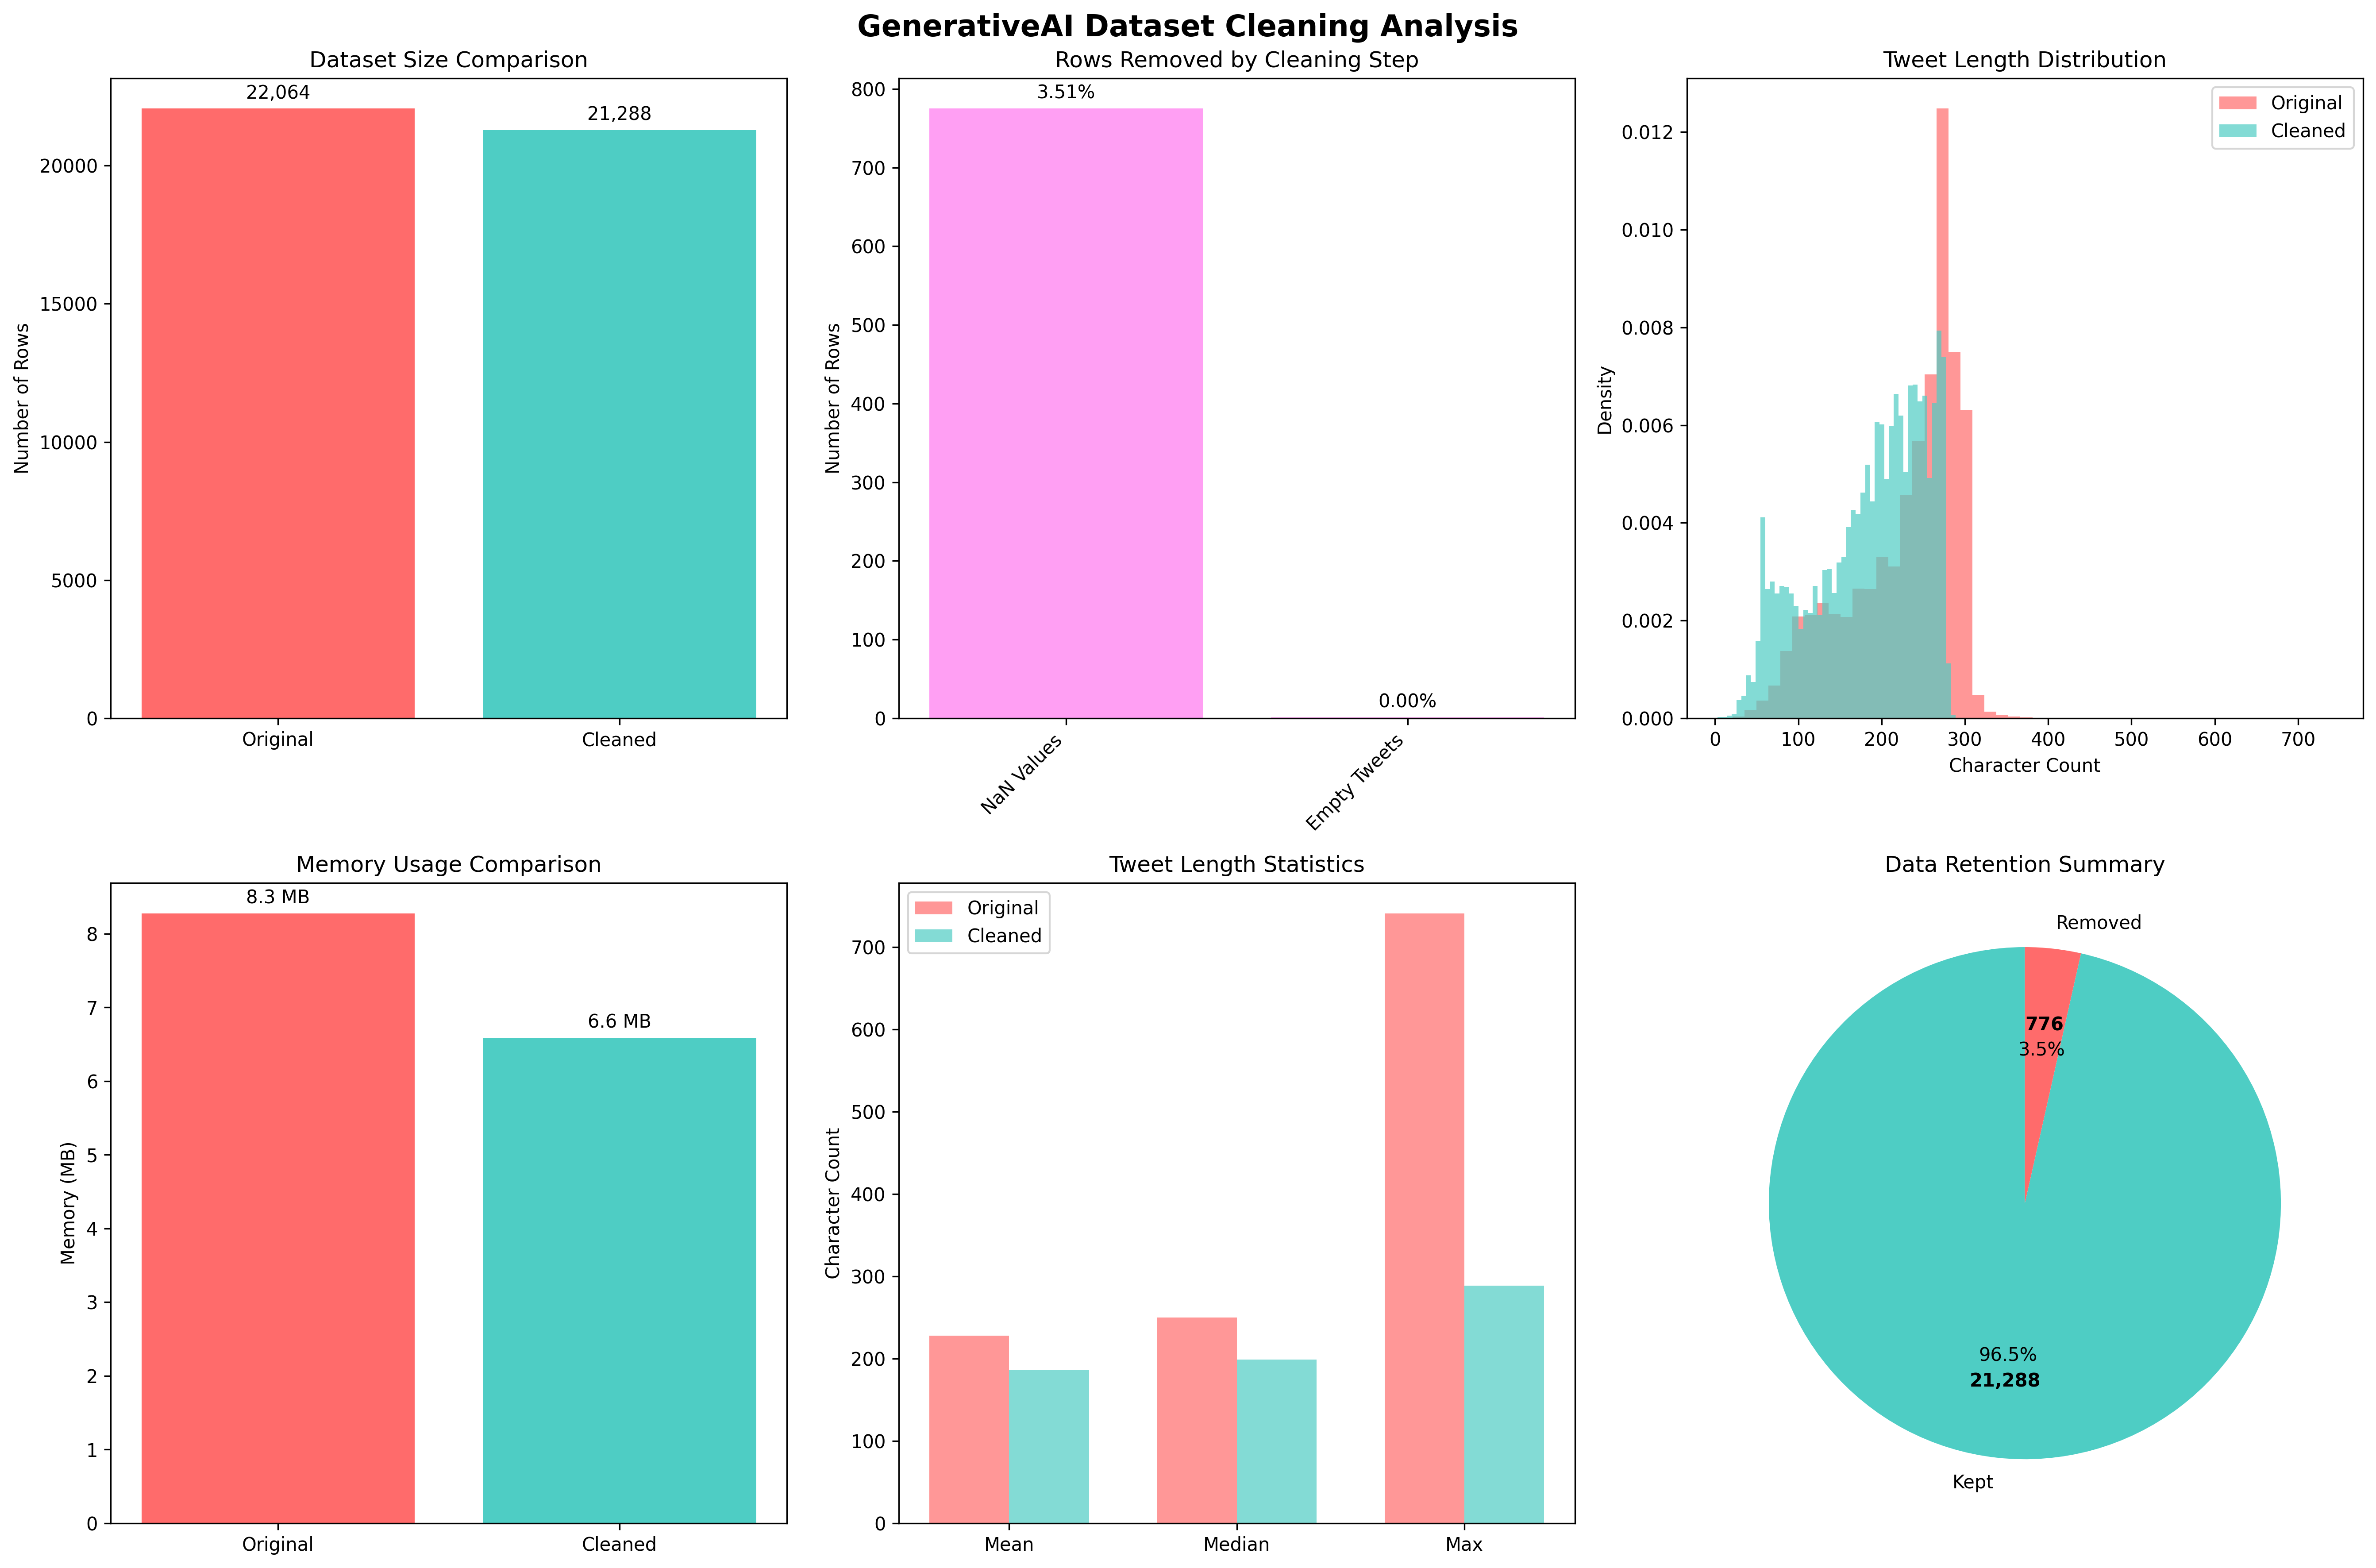 GenerativeAI Dataset Cleaning Analysis
Dataset Size Comparison
22,064
21,288
Number of Rows
20000
15000
10000
5000
0
Original
Cleaned
Rows Removed by Cleaning Step
3.51%
0.00%
Number of Rows
800
700
600
500
400
300
200
100
0
NaN Values
Empty Tweets
Tweet Length Distribution
Original
Cleaned
Density
0.012
0.010
0.008
0.006
0.004
0.002
0.000
0 100 200 300 400 500 600 700
Character Count
Memory Usage Comparison
8.3 MB
6.6 MB
Memory (MB)
8
7
6
5
4
3
2
1
0
Original
Cleaned
Tweet Length Statistics
Original
Cleaned
Character Count
700
600
500
400
300
200
100
0
Mean
Median
Max
Data Retention Summary
Removed
776
3.5%
96.5%
21,288
Kept